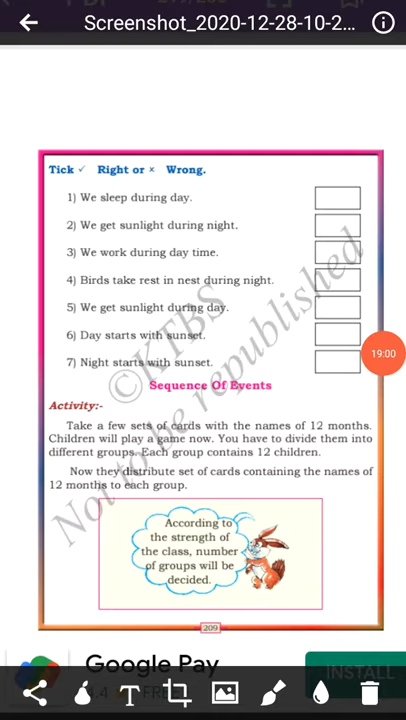 Screenshot_2020-12-28-10-2...
Tick ✓ Right or × Wrong.
1) We sleep during day.
2) We get sunlight during night.
3) We work during day time.
4) Birds take rest in nest during night.
5) We get sunlight during day.
6) Day starts with sunset.
19:00
7) Night starts with sunset.
Sequence Of Events
Activity:-
Take a few sets of cards with the names of 12 months.
Children will play a game now. You have to divide them into
different groups. Each group contains 12 children.
Now they distribute set of cards containing the names of
12 months to each group.
According to
the strength of
the class, number
of groups will be
decided.
©KTBS
Not to be republished
209
Google Pay
INSTALL
FREE
T